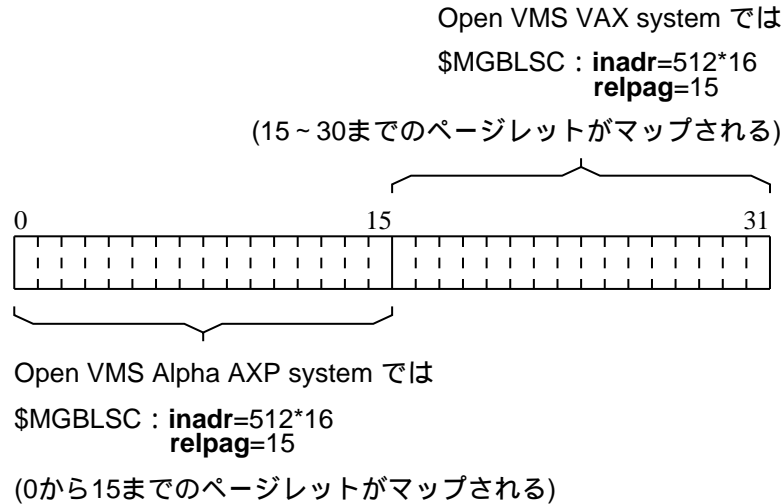 Open VMS VAX system では
$MGBLSC：inadr=512*16
relpag=15
(15～30までのページレットがマップされる)
0 15 31
Open VMS Alpha AXP system では
$MGBLSC：inadr=512*16
relpag=15
(0から15までのページレットがマップされる)